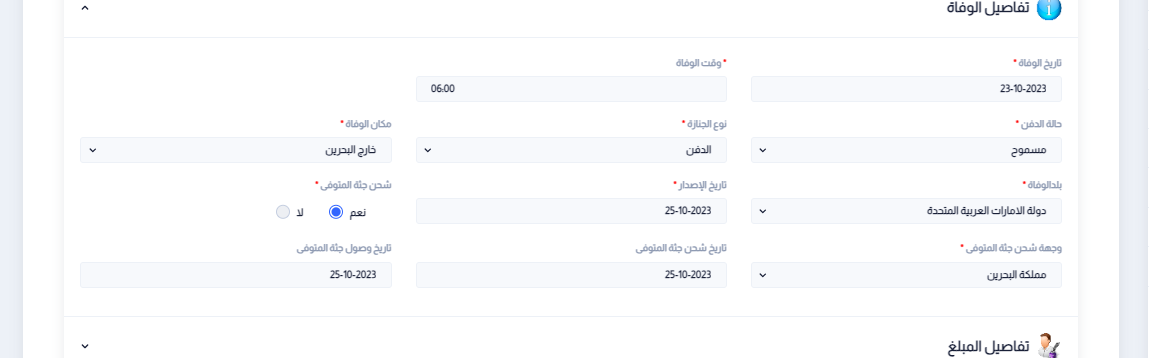 تفاصيل الوفاة
تاريخ الوفاة *
* وقت الوفاة
23-10-2023
06:00
حالة الدفن *
نوع الجنازة *
مكان الوفاة *
مسموح
الدفن
خارج البحرين
بلدالوفاة *
تاريخ الإصدار *
شحن جثة المتوفى *
دولة الامارات العربية المتحدة
25-10-2023
نعم لا
وجهة شحن جثة المتوفى *
تاريخ شحن جثة المتوفى
تاريخ وصول جثة المتوفى
مملكة البحرين
25-10-2023
25-10-2023
تفاصيل المبلغ